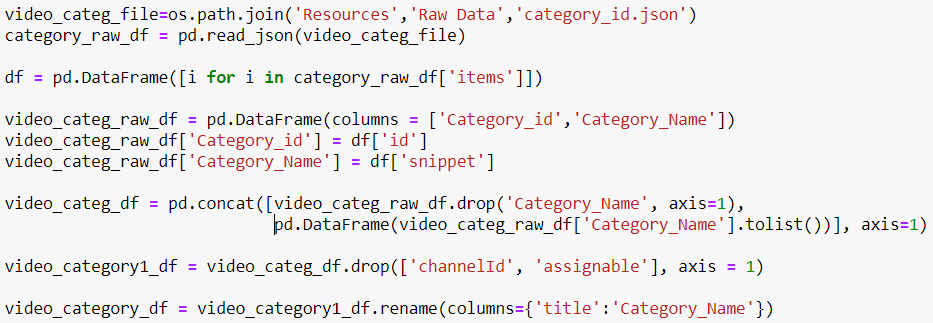 video_categ_file=os.path.join('Resources','Raw Data','category_id.json')
category_raw_df = pd.read_json(video_categ_file)
df = pd.DataFrame([i for i in category_raw_df['items']])
video_categ_raw_df = pd.DataFrame(columns = ['Category_id','Category_Name'])
video_categ_raw_df['Category_id'] = df['id']
video_categ_raw_df['Category_Name'] = df['snippet']
video_categ_df = pd.concat([video_categ_raw_df.drop('Category_Name', axis=1),
pd.DataFrame(video_categ_raw_df['Category_Name'].tolist())], axis=1)
video_category1_df = video_categ_df.drop(['channelId', 'assignable'], axis = 1)
video_category_df = video_category1_df.rename(columns={'title':'Category_Name'})